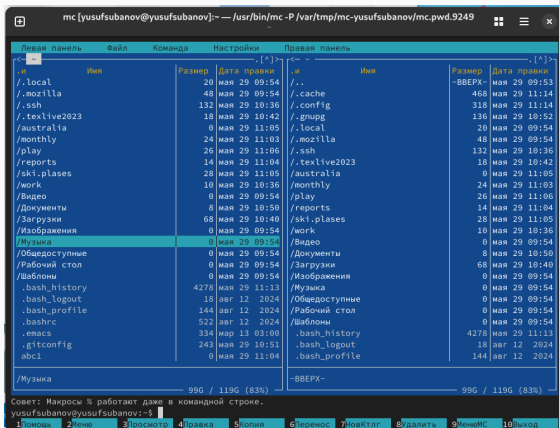 mc [yusufsubanov@yusufsubanov]:~ — /usr/bin/mc -P /var/tmp/mc-yusufsubanov/mc.pwd.9249
Левая панель Файл Команда Настройки Правая панель
<- ~ .[^]> <- ~ .[^]>
.и Имя Размер Дата правки .и Имя Размер Дата правки
/.local 20 мая 29 09:54 /.. -ВВЕРХ- мая 29 09:53
/.mozilla 48 мая 29 09:54 /.cache 468 мая 29 11:14
/.ssh 132 мая 29 10:36 /.config 318 мая 29 11:14
/.texlive2023 18 мая 29 10:42 /.gnupg 136 мая 29 10:52
/australia 0 мая 29 11:05 /.local 20 мая 29 09:54
/monthly 24 мая 29 11:03 /.mozilla 48 мая 29 09:54
/play 26 мая 29 11:06 /.ssh 132 мая 29 10:36
/reports 14 мая 29 11:04 /.texlive2023 18 мая 29 10:42
/ski.plases 28 мая 29 11:05 /australia 0 мая 29 11:05
/work 10 мая 29 10:36 /monthly 24 мая 29 11:03
/Видео 0 мая 29 09:54 /play 26 мая 29 11:06
/Документы 8 мая 29 10:50 /reports 14 мая 29 11:04
/Загрузки 68 мая 29 10:40 /ski.plases 28 мая 29 11:05
/Изображения 0 мая 29 09:54 /work 10 мая 29 10:36
/Музыка 0 мая 29 09:54 /Видео 0 мая 29 09:54
/Общедоступные 0 мая 29 09:54 /Документы 8 мая 29 10:50
/Рабочий стол 0 мая 29 09:54 /Загрузки 68 мая 29 10:40
/Шаблоны 0 мая 29 09:54 /Изображения 0 мая 29 09:54
.bash_history 4278 мая 29 11:13 /Музыка 0 мая 29 09:54
.bash_logout 18 авг 12 2024 /Общедоступные 0 мая 29 09:54
.bash_profile 144 авг 12 2024 /Рабочий стол 0 мая 29 09:54
.bashrc 522 авг 12 2024 /Шаблоны 0 мая 29 09:54
.emacs 334 мар 13 03:00 .bash_history 4278 мая 29 11:13
.gitconfig 243 мая 29 10:51 .bash_logout 18 авг 12 2024
abc1 0 мая 29 11:04 .bash_profile 144 авг 12 2024
/Музыка -ВВЕРХ-
99G / 119G (83%) 99G / 119G (83%)
Совет: Макросы % работают даже в командной строке.
yusufsubanov@yusufsubanov:~$
1Помощь 2Меню 3Просмотр 4Правка 5Копия 6Перенос 7НовКтлг 8Удалить 9МенюMC 10Выход